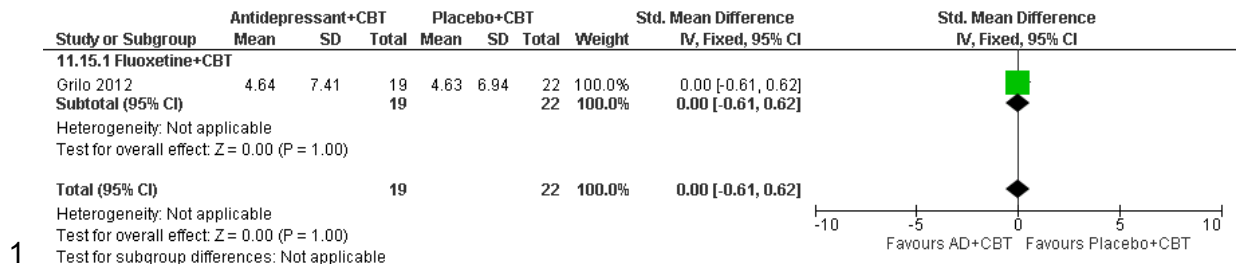 Antidepressant+CBT Placebo+CBT Std. Mean Difference Std. Mean Difference
Study or Subgroup Mean SD Total Mean SD Total Weight IV, Fixed, 95% CI IV, Fixed, 95% CI
11.15.1 Fluoxetine+CBT
Grilo 2012 4.64 7.41 19 4.63 6.94 22 100.0% 0.00 [-0.61, 0.62]
Subtotal (95% CI) 19 22 100.0% 0.00 [-0.61, 0.62]
Heterogeneity: Not applicable
Test for overall effect: Z = 0.00 (P = 1.00)
Total (95% CI) 19 22 100.0% 0.00 [-0.61, 0.62]
Heterogeneity: Not applicable
-10 -5 0 5 10
Test for overall effect: Z = 0.00 (P = 1.00)
Favours AD+CBT Favours Placebo+CBT
1 Test for subgroup differences: Not applicable